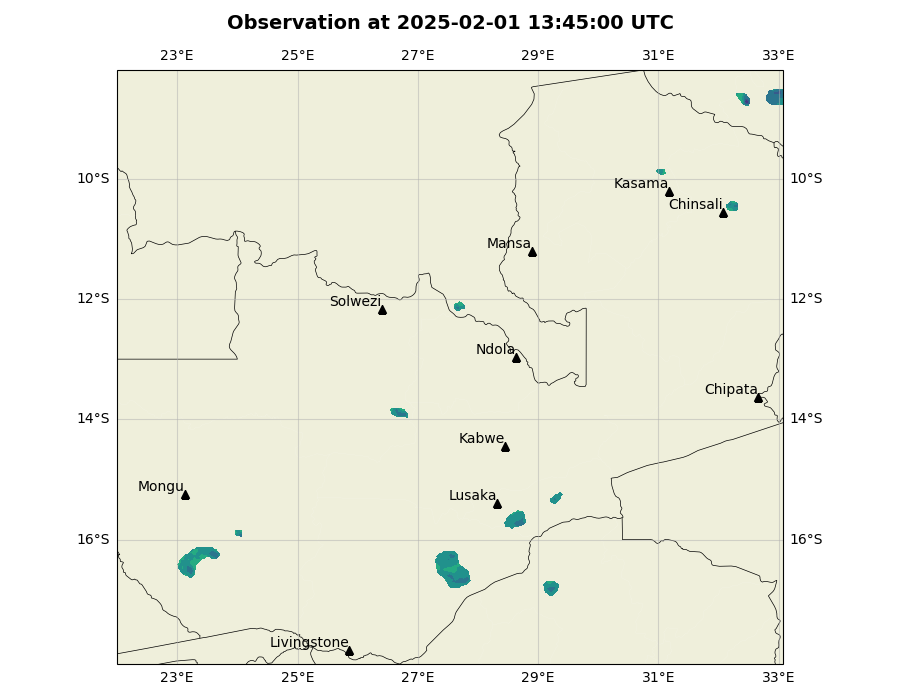 Observation at 2025-02-01 13:45:00 UTC
23°E 25°E 27°E 29°E 31°E 33°E
10°S 10°S
Kasama
Chinsali
Mansa
12°S 12°S
Solwezi
Ndola
Chipata
14°S 14°S
Kabwe
Mongu
Lusaka
16°S 16°S
Livingstone
23°E 25°E 27°E 29°E 31°E 33°E